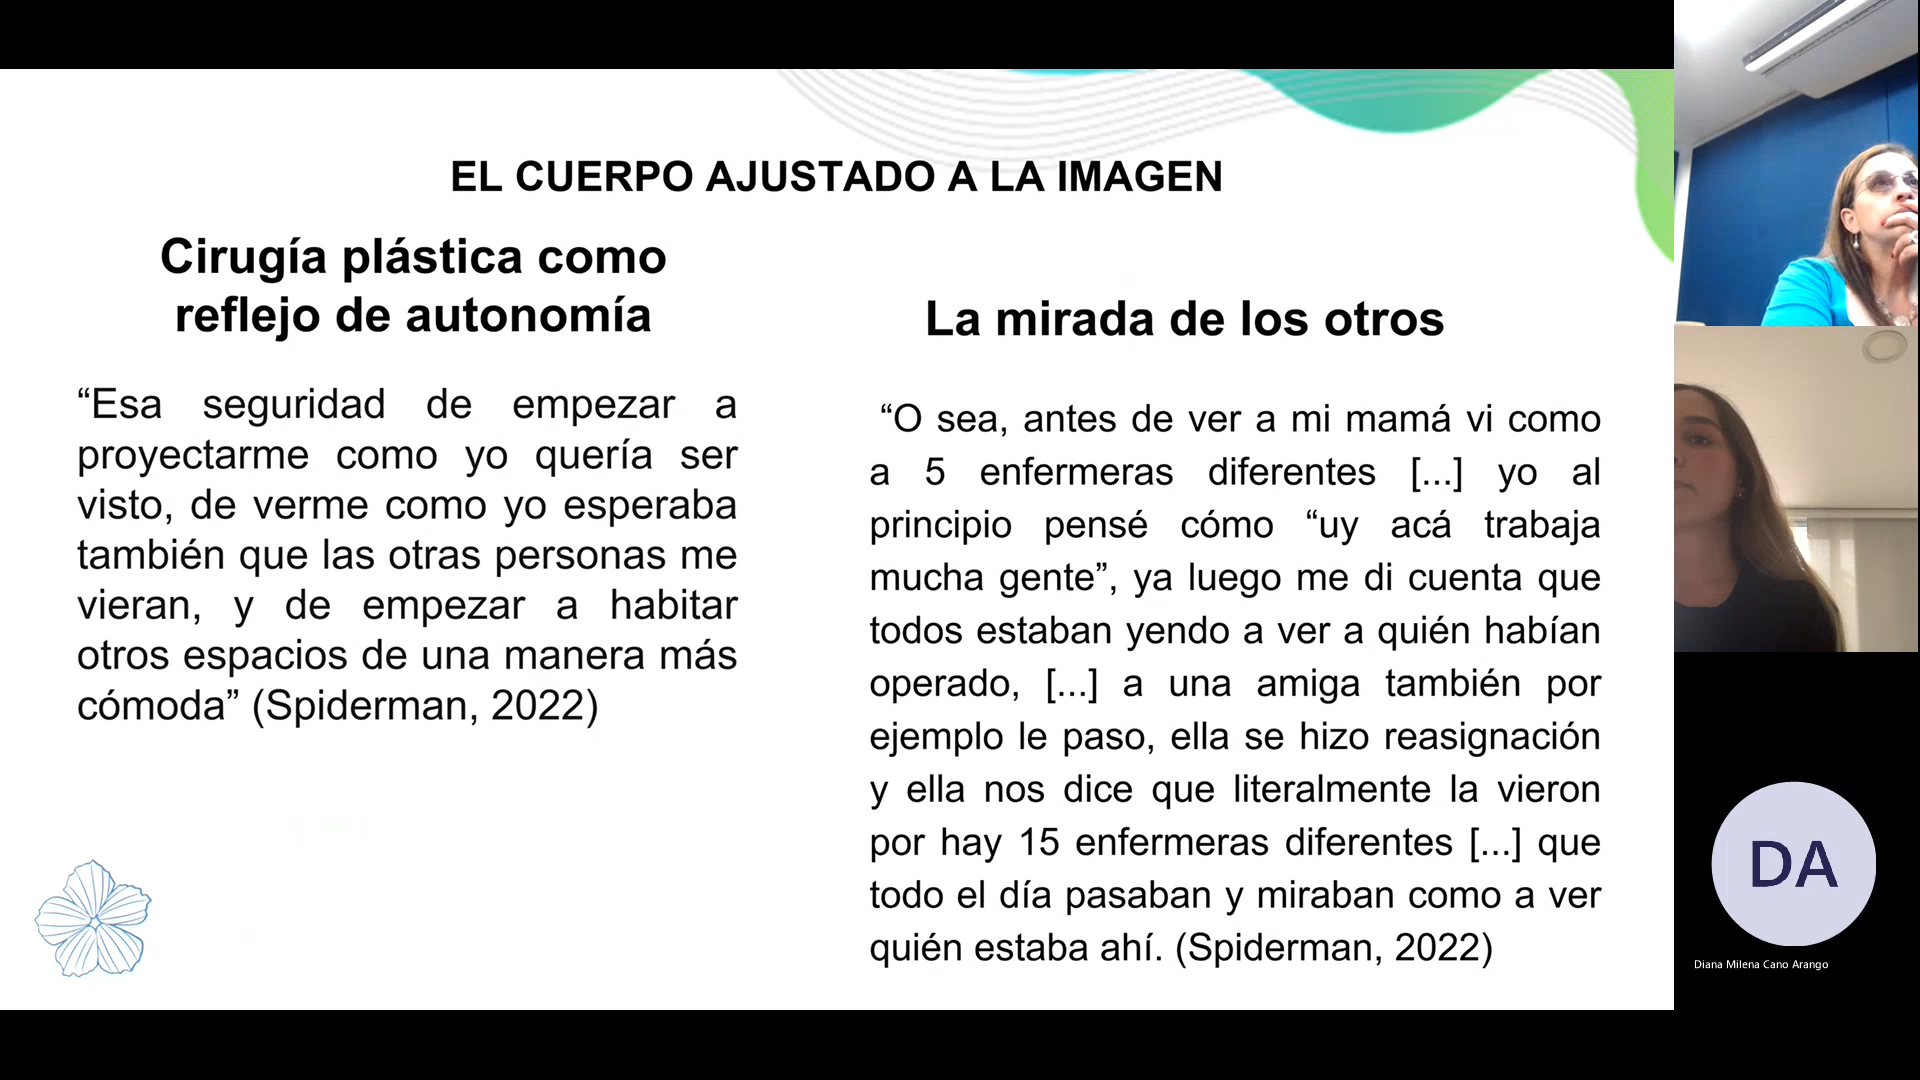 EL CUERPO AJUSTADO A LA IMAGEN
Cirugía plástica como
reflejo de autonomía
“Esa seguridad de empezar a
proyectarme como yo quería ser
visto, de verme como yo esperaba
también que las otras personas me
vieran, y de empezar a habitar
otros espacios de una manera más
cómoda” (Spiderman, 2022)
La mirada de los otros
“O sea, antes de ver a mi mamá vi como
a 5 enfermeras diferentes [...] yo al
principio pensé cómo “uy acá trabaja
mucha gente”, ya luego me di cuenta que
todos estaban yendo a ver a quién habían
operado, [...] a una amiga también por
ejemplo le paso, ella se hizo reasignación
y ella nos dice que literalmente la vieron
por hay 15 enfermeras diferentes [...] que
todo el día pasaban y miraban como a ver
quién estaba ahí. (Spiderman, 2022)
DA
Diana Milena Cano Arango